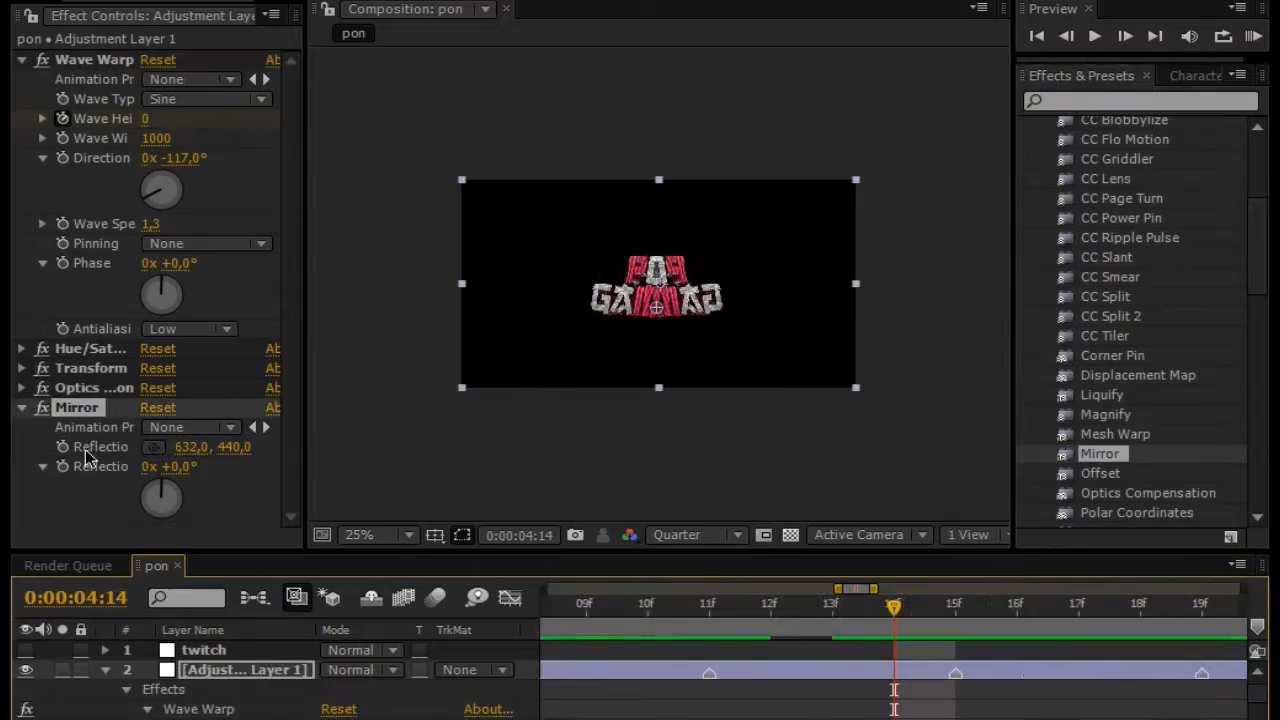 Effect Controls: Adjustment Laye
pon • Adjustment Layer 1
fx Wave Warp Reset Ab
Animation Pr None
Wave Typ Sine
Wave Hei 0
Wave Wi 1000
Direction 0x -117,0°
Wave Spe 1,3
Pinning None
Phase 0x +0,0°
Antialiasi Low
fx Hue/Sat... Reset Ab
fx Transform Reset Ab
fx Optics ...on Reset Ab
fx Mirror Reset Ab
Animation Pr None
Reflectio 632,0, 440,0
Reflectio 0x +0,0°
Composition: pon
pon
25% 0:00:04:14 Quarter Active Camera 1 View
Preview
Effects & Presets Characte
CC Blobbylize
CC Flo Motion
CC Griddler
CC Lens
CC Page Turn
CC Power Pin
CC Ripple Pulse
CC Slant
CC Smear
CC Split
CC Split 2
CC Tiler
Corner Pin
Displacement Map
Liquify
Magnify
Mesh Warp
Mirror
Offset
Optics Compensation
Polar Coordinates
Render Queue pon
0:00:04:14
09f 10f 11f 12f 13f 15f 16f 17f 18f 19f
# Layer Name Mode T TrkMat
1 twitch Normal
2 [Adjust... Layer 1] Normal None
Effects
fx Wave Warp Reset About...